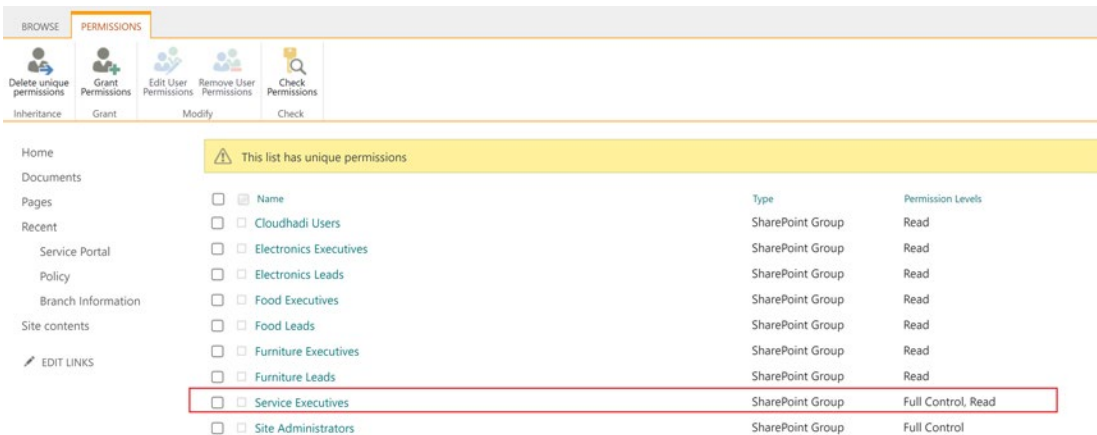 BROWSE PERMISSIONS
Delete unique permissions
Grant Permissions
Edit User Permissions
Remove User Permissions
Check Permissions
Inheritance Grant Modify Check
Home
Documents
Pages
Recent
Service Portal
Policy
Branch Information
Site contents
EDIT LINKS
This list has unique permissions
Name Type Permission Levels
Cloudhadi Users SharePoint Group Read
Electronics Executives SharePoint Group Read
Electronics Leads SharePoint Group Read
Food Executives SharePoint Group Read
Food Leads SharePoint Group Read
Furniture Executives SharePoint Group Read
Furniture Leads SharePoint Group Read
Service Executives SharePoint Group Full Control, Read
Site Administrators SharePoint Group Full Control